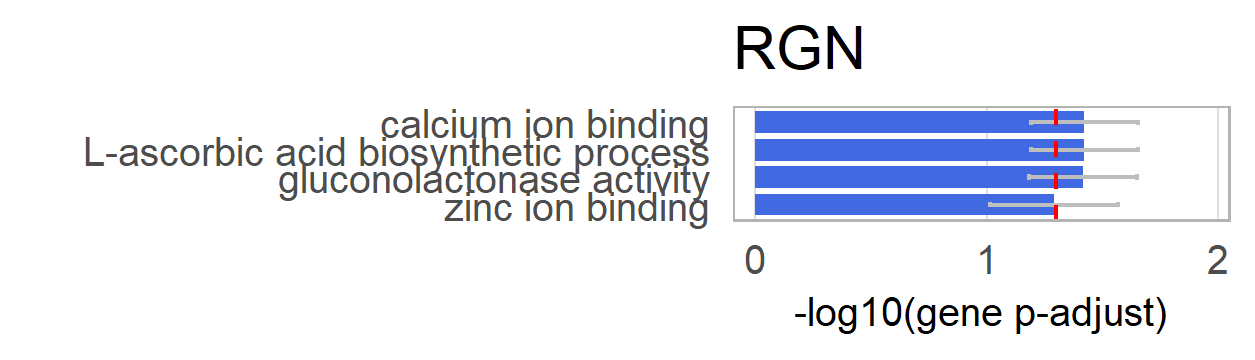 RGN
calcium ion binding
L-ascorbic acid biosynthetic process
gluconolactonase activity
zinc ion binding
0 1 2
-log10(gene p-adjust)